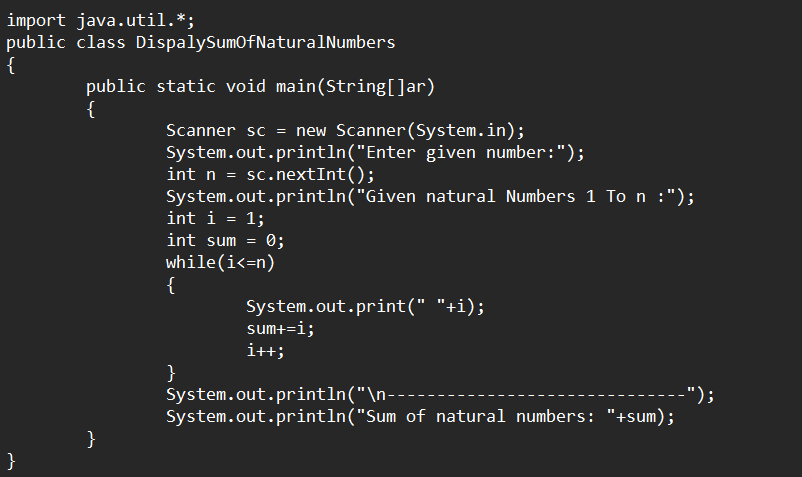 import java.util.*;
public class DispalySumOfNaturalNumbers
{
        public static void main(String[]ar)
        {
                Scanner sc = new Scanner(System.in);
                System.out.println("Enter given number:");
                int n = sc.nextInt();
                System.out.println("Given natural Numbers 1 To n :");
                int i = 1;
                int sum = 0;
                while(i<=n)
                {
                        System.out.print(" "+i);
                        sum+=i;
                        i++;
                }
                System.out.println("\n------------------------------");
                System.out.println("Sum of natural numbers: "+sum);
        }
}